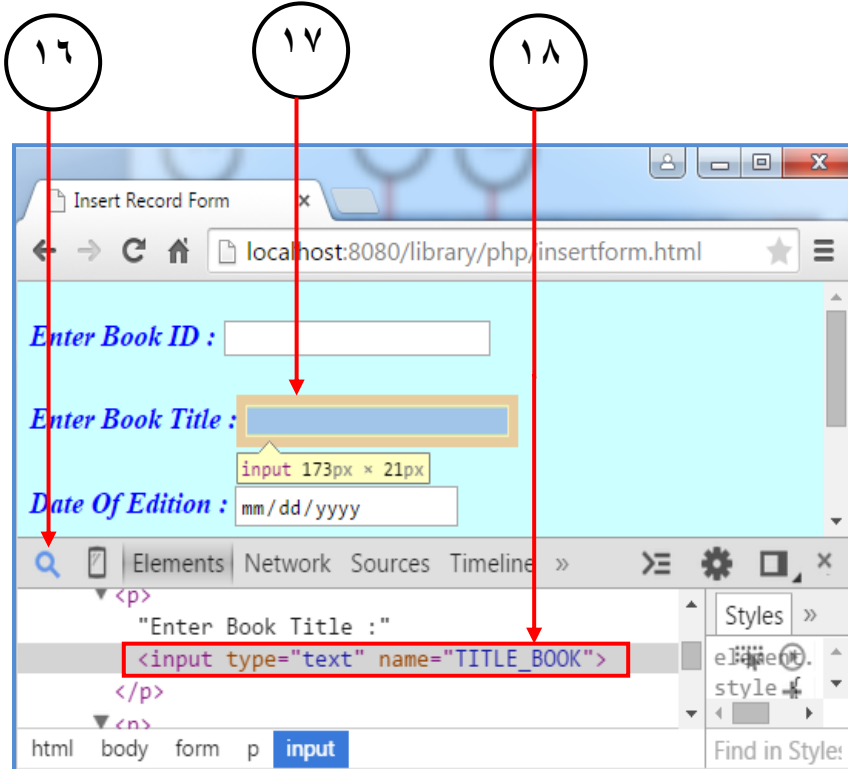 ١٦ ١٧ ١٨
Insert Record Form ×
localhost:8080/library/php/insertform.html
Enter Book ID :
Enter Book Title :
input 173px × 21px
Date Of Edition : mm/dd/yyyy
Elements Network Sources Timeline »
<p>
"Enter Book Title :"
<input type="text" name="TITLE_BOOK">
</p>
<p>
Styles »
element.
style {
html body form p input
Find in Styles